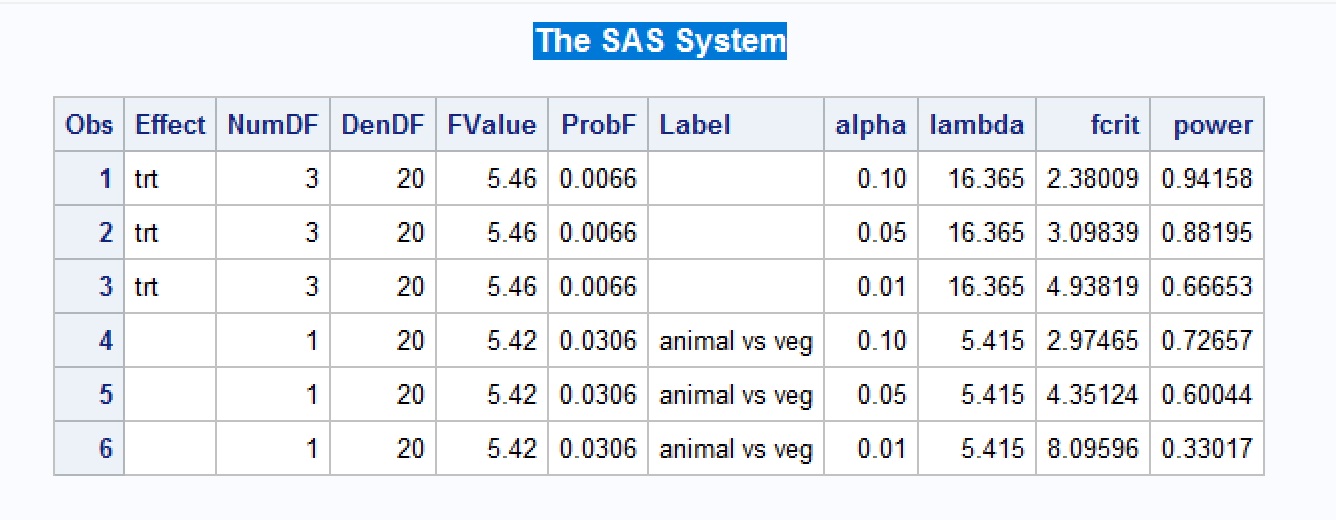 The SAS System
Obs Effect NumDF DenDF FValue ProbF Label alpha lambda fcrit power
1 trt 3 20 5.46 0.0066 0.10 16.365 2.38009 0.94158
2 trt 3 20 5.46 0.0066 0.05 16.365 3.09839 0.88195
3 trt 3 20 5.46 0.0066 0.01 16.365 4.93819 0.66653
4 1 20 5.42 0.0306 animal vs veg 0.10 5.415 2.97465 0.72657
5 1 20 5.42 0.0306 animal vs veg 0.05 5.415 4.35124 0.60044
6 1 20 5.42 0.0306 animal vs veg 0.01 5.415 8.09596 0.33017